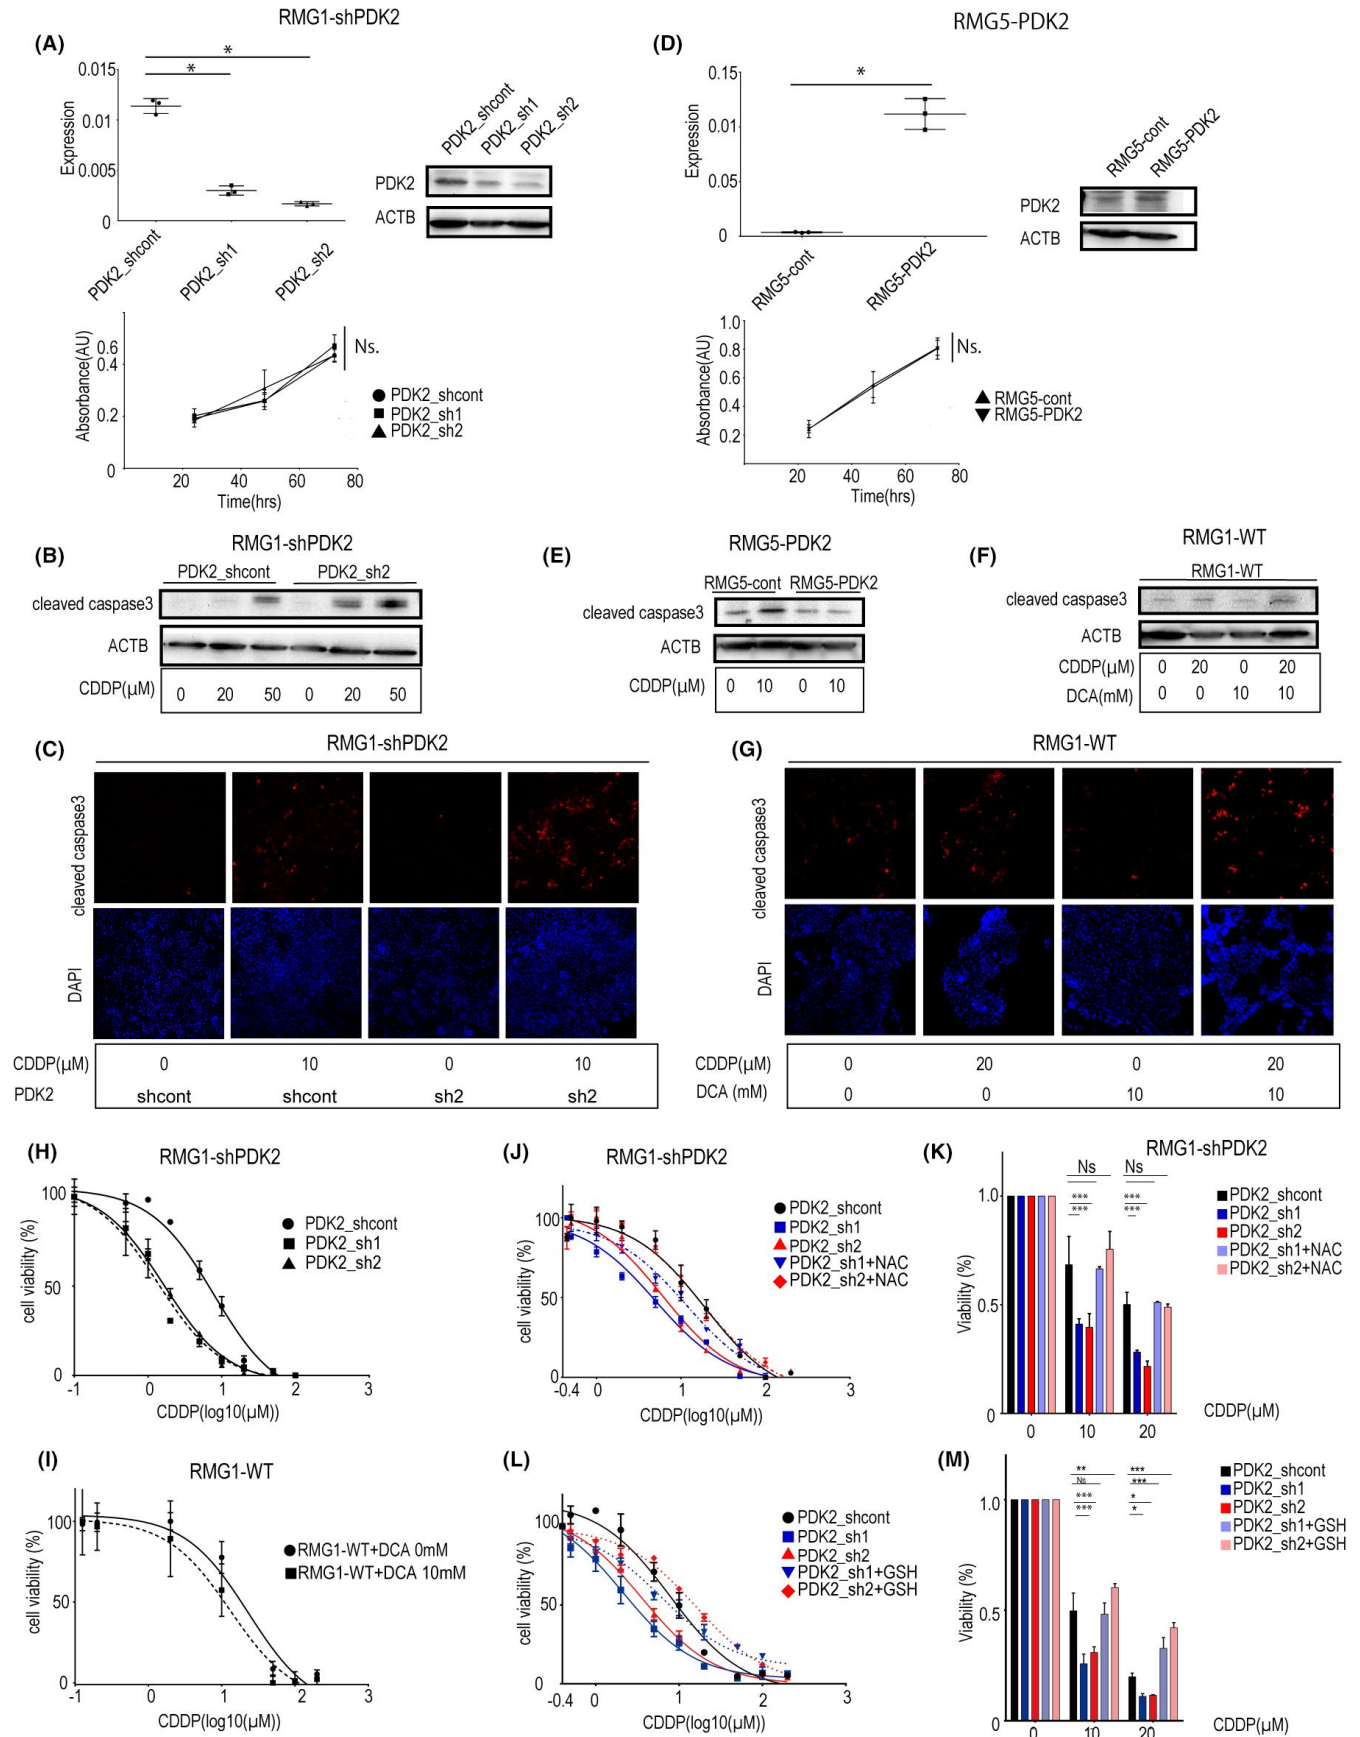 RMG1-shPDK2
(A)
*
*
0.015
0.01
0.005
0
Expression
PDK2_shcont
PDK2_sh1
PDK2_sh2
PDK2_shcont
PDK2_sh1
PDK2_sh2
PDK2
ACTB
Absorbance(AU)
0.6
0.4
0.2
0
Ns.
PDK2_shcont
PDK2_sh1
PDK2_sh2
20 40 60 80
Time(hrs)
RMG5-PDK2
(D)
*
0.15
0.01
0.05
0
Expression
RMG5-cont
RMG5-PDK2
RMG5-cont
RMG5-PDK2
PDK2
ACTB
Absorbance(AU)
1.0
0.8
0.6
0.4
0.2
Ns.
RMG5-cont
RMG5-PDK2
20 40 60 80
Time(hrs)
(B)
RMG1-shPDK2
PDK2_shcont PDK2_sh2
cleaved caspase3
ACTB
CDDP(μM) 0 20 50 0 20 50
(E)
RMG5-PDK2
RMG5-cont RMG5-PDK2
cleaved caspase3
ACTB
CDDP(μM) 0 10 0 10
(F)
RMG1-WT
RMG1-WT
cleaved caspase3
ACTB
CDDP(μM) 0 20 0 20
DCA(mM) 0 0 10 10
(C)
RMG1-shPDK2
cleaved caspase3
DAPI
CDDP(μM) 0 10 0 10
PDK2 shcont shcont sh2 sh2
(G)
RMG1-WT
cleaved caspase3
DAPI
CDDP(μM) 0 20 0 20
DCA (mM) 0 0 10 10
(H)
RMG1-shPDK2
cell viability (%)
100
50
0
PDK2_shcont
PDK2_sh1
PDK2_sh2
-1 0 1 2 3
CDDP(log10(μM))
(J)
RMG1-shPDK2
cell viability (%)
100
50
0
PDK2_shcont
PDK2_sh1
PDK2_sh2
PDK2_sh1+NAC
PDK2_sh2+NAC
-0.4 0 1 2 3
CDDP(log10(μM))
(K)
RMG1-shPDK2
Ns Ns
*** ***
*** ***
Viability (%)
1.0
0.5
0
PDK2_shcont
PDK2_sh1
PDK2_sh2
PDK2_sh1+NAC
PDK2_sh2+NAC
0 10 20
CDDP(μM)
(I)
RMG1-WT
cell viability (%)
100
50
0
RMG1-WT+DCA 0mM
RMG1-WT+DCA 10mM
-1 0 1 2 3
CDDP(log10(μM))
(L)
cell viability (%)
100
50
0
PDK2_shcont
PDK2_sh1
PDK2_sh2
PDK2_sh1+GSH
PDK2_sh2+GSH
-0.4 0 1 2 3
CDDP(log10(μM))
(M)
** ***
Ns ***
*** *
*** *
Viability (%)
1.0
0.5
0
PDK2_shcont
PDK2_sh1
PDK2_sh2
PDK2_sh1+GSH
PDK2_sh2+GSH
0 10 20
CDDP(μM)